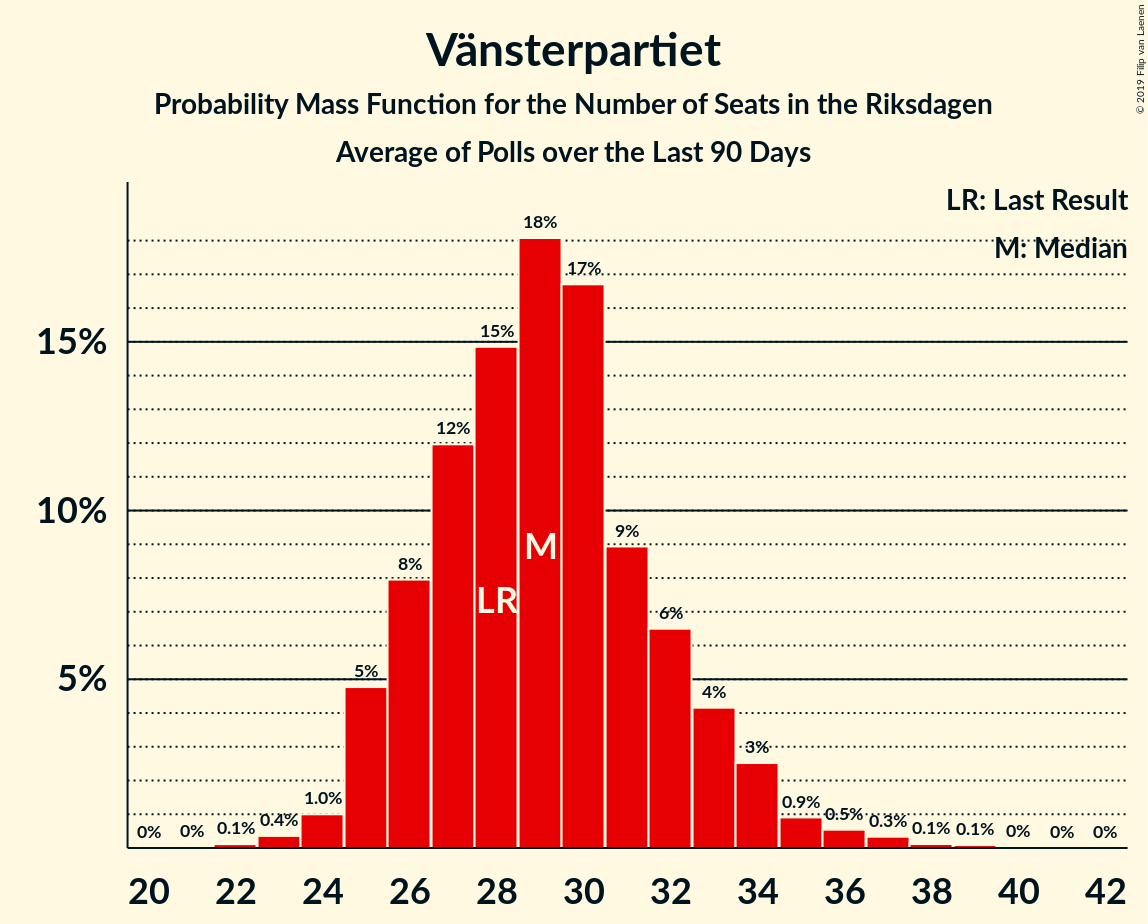 Vänsterpartiet
Probability Mass Function for the Number of Seats in the Riksdagen
Average of Polls over the Last 90 Days
© 2019 Filip van Laenen
LR: Last Result
M: Median
15%
10%
5%
0% 0% 0.1% 0.4% 1.0% 5% 8% 12% 15% 18% 17% 9% 6% 4% 3% 0.9% 0.5% 0.3% 0.1% 0.1% 0% 0% 0%
M
LR
20 22 24 26 28 30 32 34 36 38 40 42